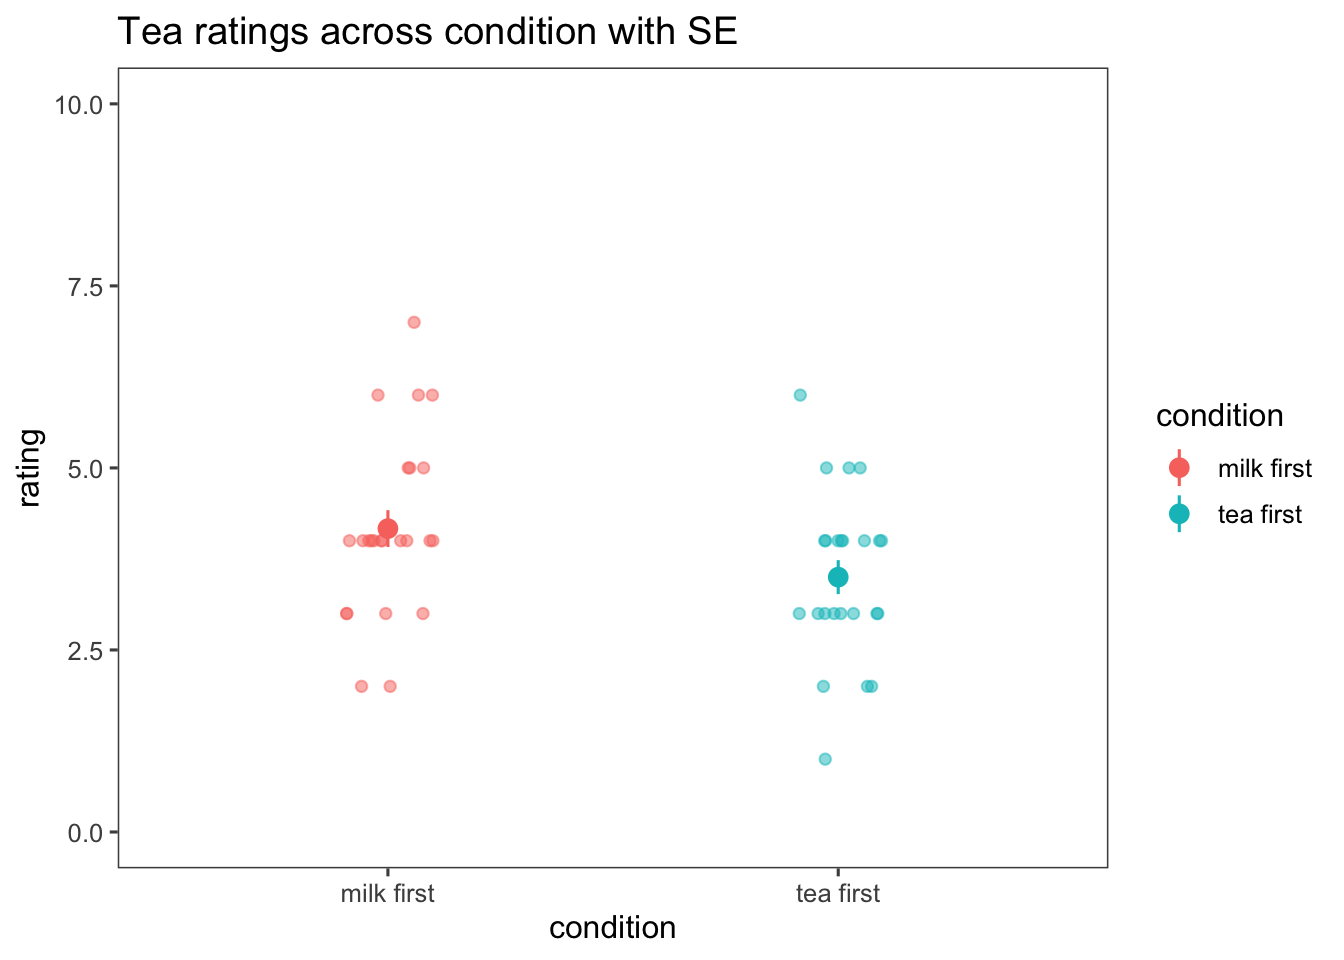 Tea ratings across condition with SE
10.0
7.5
5.0
2.5
0.0
rating
milk first
tea first
condition
condition
milk first
tea first